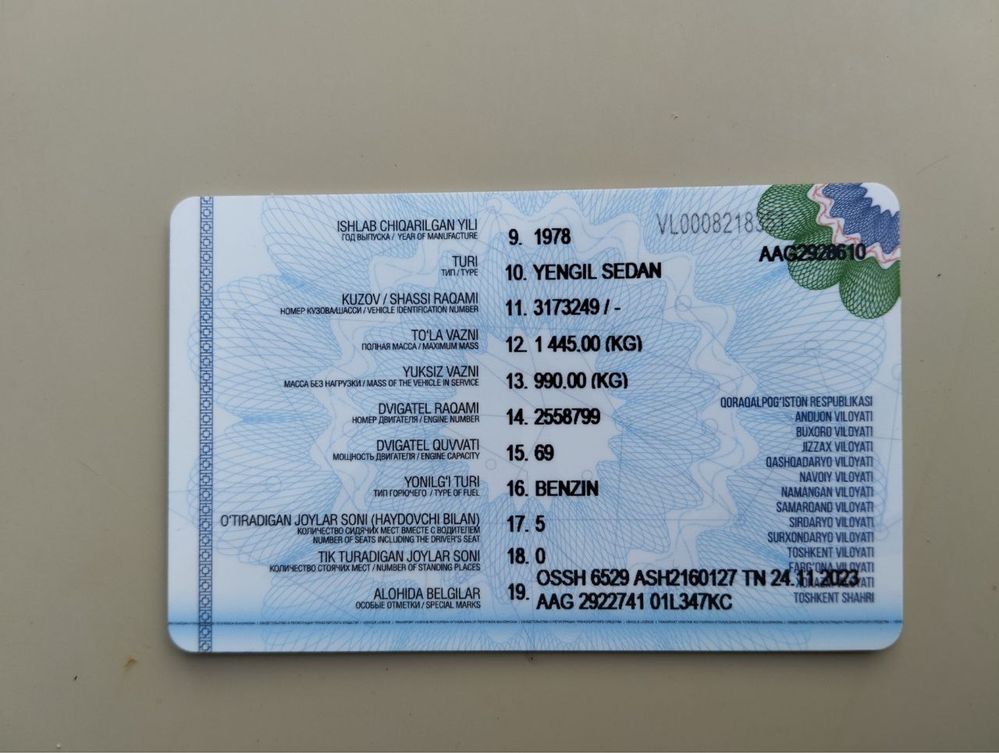 ISHLAB CHIQARILGAN YILI
ГОД ВЫПУСКА / YEAR OF MANUFACTURE
9. 1978
VL0008218351
AAG2928610
TURI
ТИП / TYPE
10. YENGIL SEDAN
KUZOV / SHASSI RAQAMI
НОМЕР КУЗОВА/ШАССИ / VEHICLE IDENTIFICATION NUMBER
11. 3173249 / -
TO'LA VAZNI
ПОЛНАЯ МАССА / MAXIMUM MASS
12. 1 445.00 (KG)
YUKSIZ VAZNI
МАССА БЕЗ НАГРУЗКИ / MASS OF THE VEHICLE IN SERVICE
13. 990.00 (KG)
DVIGATEL RAQAMI
НОМЕР ДВИГАТЕЛЯ / ENGINE NUMBER
14. 2558799
DVIGATEL QUVVATI
МОЩНОСТЬ ДВИГАТЕЛЯ / ENGINE CAPACITY
15. 69
YONILG'I TURI
ТИП ГОРЮЧЕГО / TYPE OF FUEL
16. BENZIN
O'TIRADIGAN JOYLAR SONI (HAYDOVCHI BILAN)
КОЛИЧЕСТВО СИДЯЧИХ МЕСТ ВМЕСТЕ С ВОДИТЕЛЕМ
NUMBER OF SEATS INCLUDING THE DRIVER'S SEAT
17. 5
TIK TURADIGAN JOYLAR SONI
КОЛИЧЕСТВО СТОЯЧИХ МЕСТ / NUMBER OF STANDING PLACES
18. 0
ALOHIDA BELGILAR
ОСОБЫЕ ОТМЕТКИ / SPECIAL MARKS
19. OSSH 6529 ASH2160127 TN 24.11.2023
AAG 2922741 01L347KC
QORAQALPOG'ISTON RESPUBLIKASI
ANDIJON VILOYATI
BUXORO VILOYATI
JIZZAX VILOYATI
QASHQADARYO VILOYATI
NAVOIY VILOYATI
NAMANGAN VILOYATI
SAMARQAND VILOYATI
SIRDARYO VILOYATI
SURXONDARYO VILOYATI
TOSHKENT VILOYATI
FARG'ONA VILOYATI
VILOYATI
TOSHKENT SHAHRI